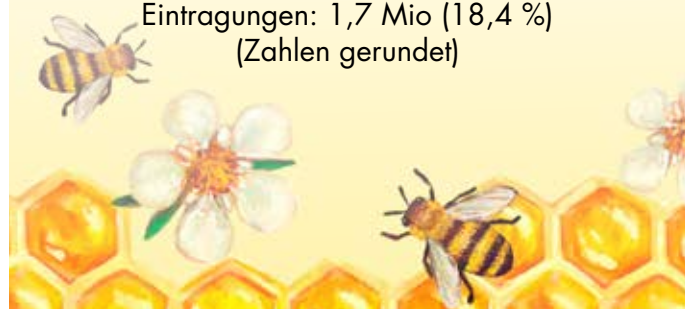 Eintragungen: 1,7 Mio (18,4 %)
(Zahlen gerundet)